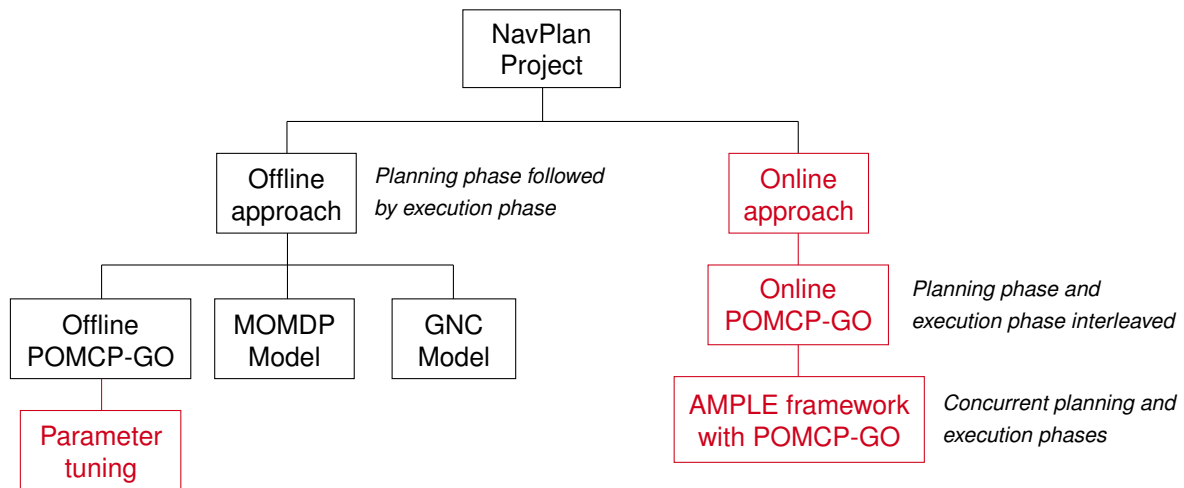 NavPlan
Project
Offline
approach
Planning phase followed
by execution phase
Online
approach
Offline
POMCP-GO
MOMDP
Model
GNC
Model
Online
POMCP-GO
Planning phase and
execution phase interleaved
Parameter
tuning
AMPLE framework
with POMCP-GO
Concurrent planning and
execution phases